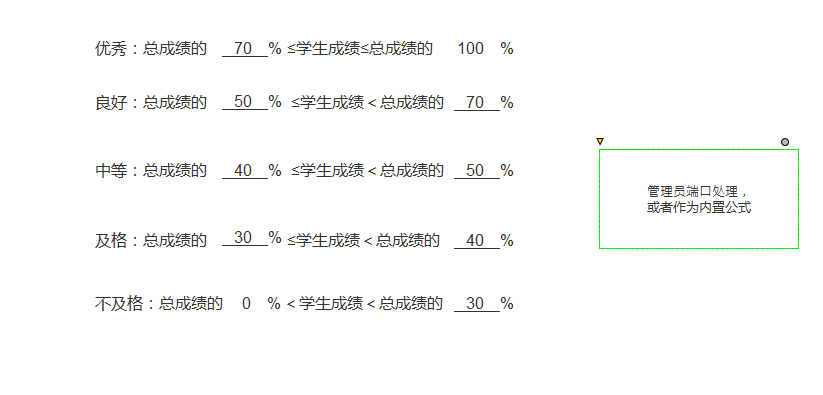 优秀：总成绩的 70 % ≤学生成绩≤总成绩的 100 %
良好：总成绩的 50 % ≤学生成绩＜总成绩的 70 %
中等：总成绩的 40 % ≤学生成绩＜总成绩的 50 %
管理员端口处理，
或者作为内置公式
及格：总成绩的 30 % ≤学生成绩＜总成绩的 40 %
不及格：总成绩的 0 %＜学生成绩＜总成绩的 30 %